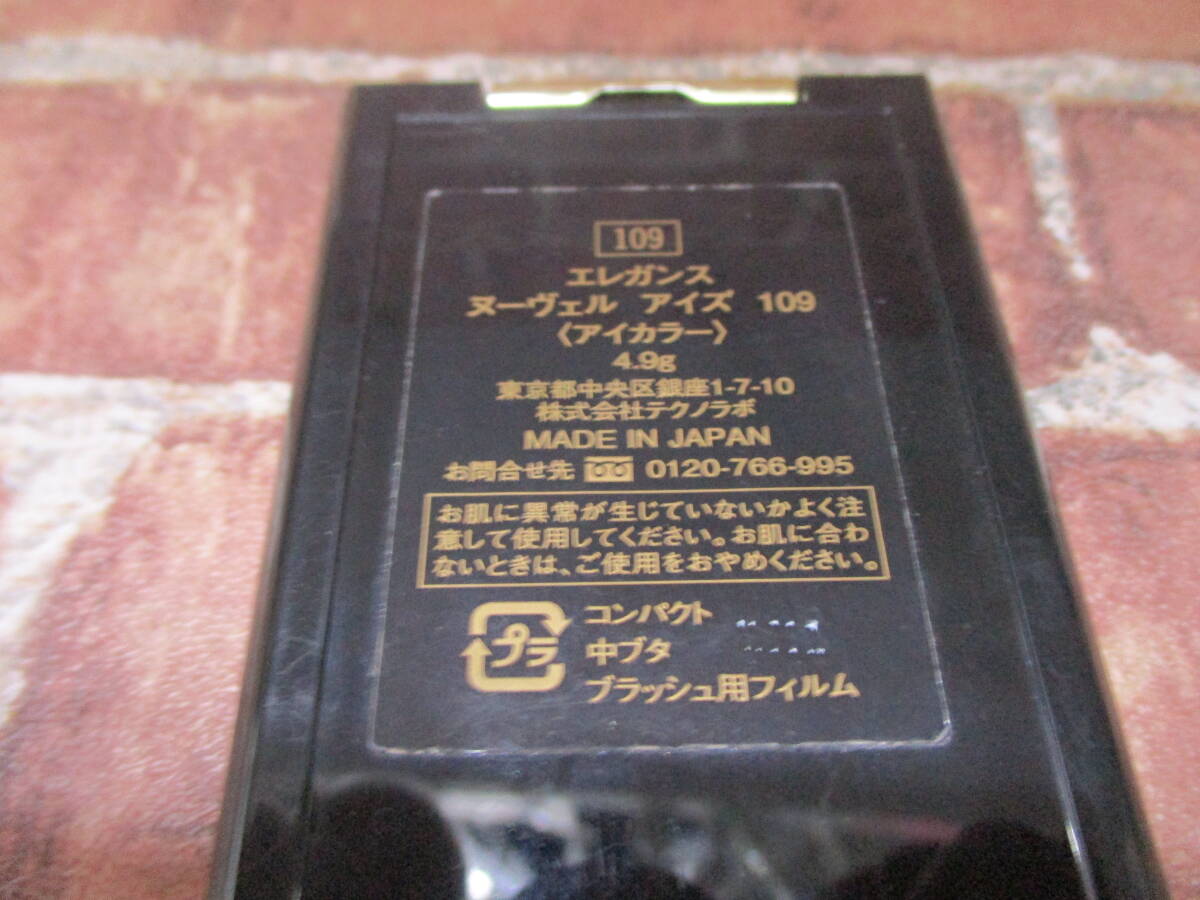 109
エレガンス
ヌーヴェル アイズ 109
〈アイカラー〉
4.9g
東京都中央区銀座1-7-10
株式会社テクノラボ
MADE IN JAPAN
お問合せ先 0120-766-995
お肌に異常が生じていないかよく注
意して使用してください。お肌に合わ
ないときは、ご使用をおやめください。
プラ
コンパクト
中ブタ
ブラッシュ用フィルム